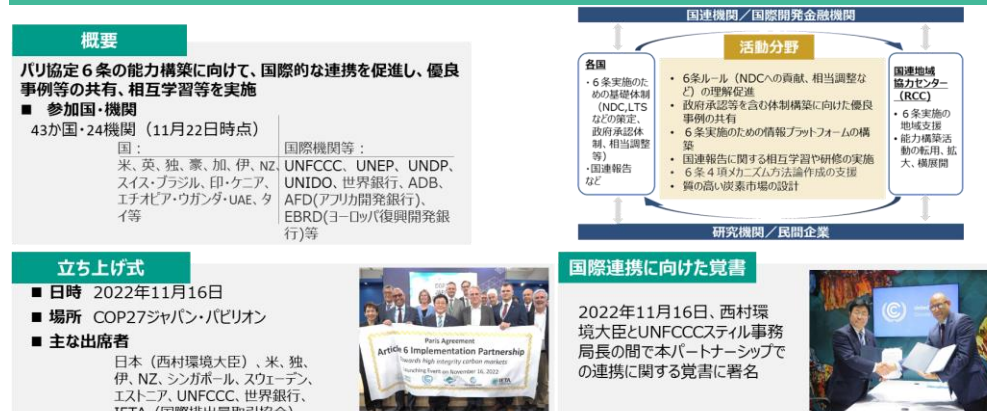 概要
パリ協定６条の能力構築に向けて、国際的な連携を促進し、優良
事例等の共有、相互学習等を実施
■ 参加国・機関
43か国・24機関（11月22日時点）
国：
米、英、独、豪、加、伊、NZ、
スイス・ブラジル、印・ケニア、
エチオピア・ウガンダ・UAE、タ
イ等
国際機関等：
UNFCCC、UNEP、UNDP、
UNIDO、世界銀行、ADB、
AFD(アフリカ開発銀行)、
EBRD(ヨーロッパ復興開発銀
行)等
国連機関／国際開発金融機関
各国
・６条実施のた
めの基礎体制
（NDC,LTS
などの策定、
政府承認体
制、相当調整
等）
・国連報告
など
活動分野
• 6条ルール（NDCへの貢献、相当調整な
ど）の理解促進
• 政府承認等を含む体制構築に向けた優良
事例の共有
• ６条実施のための情報プラットフォームの構
築
• 国連報告に関する相互学習や研修の実施
• ６条４項メカニズム方法論作成の支援
• 質の高い炭素市場の設計
国連地域
協力センター
（RCC）
• ６条実施の
地域支援
• 能力構築活
動の転用、拡
大、横展開
研究機関／民間企業
立ち上げ式
■ 日時 2022年11月16日
■ 場所 COP27ジャパン・パビリオン
■ 主な出席者
日本（西村環境大臣）、米、独、
伊、NZ、シンガポール、スウェーデン、
エストニア、UNFCCC、世界銀行、
IETA（国際排出量取引協会）
Paris Agreement
Article 6 Implementation Partnership
Towards high integrity carbon markets
Launching Event on November 16, 2022
IETA
国際連携に向けた覚書
2022年11月16日、西村環
境大臣とUNFCCCスティル事務
局長の間で本パートナーシップで
の連携に関する覚書に署名